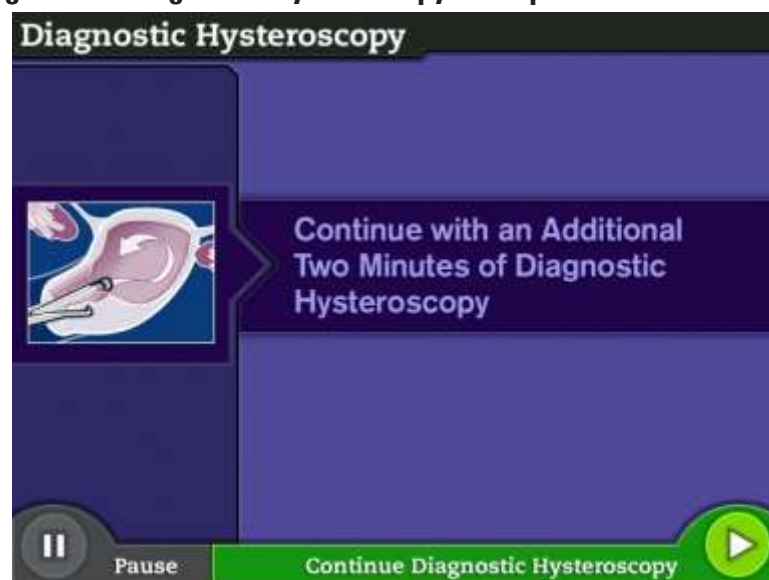 Diagnostic Hysteroscopy
Continue with an Additional
Two Minutes of Diagnostic
Hysteroscopy
Pause
Continue Diagnostic Hysteroscopy